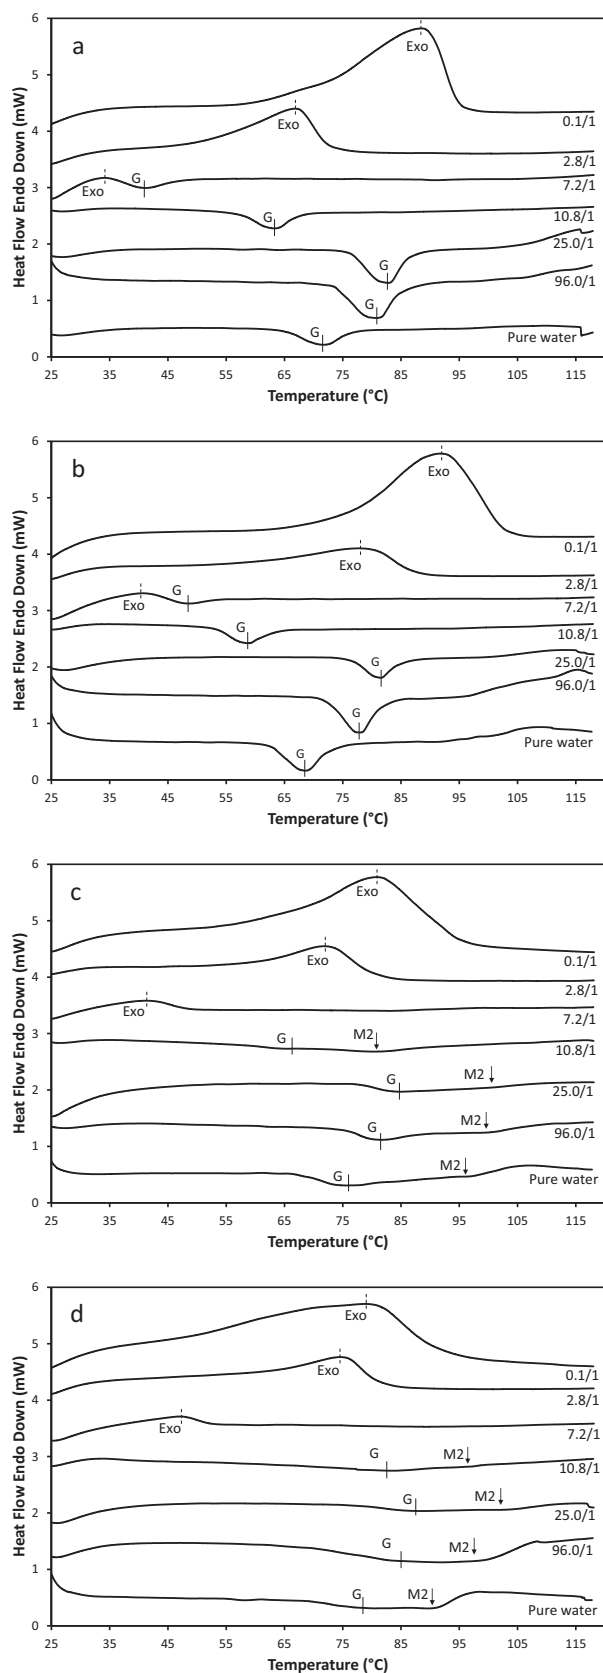 a
Heat Flow Endo Down (mW)
6
5
4
3
2
1
0
Exo
0.1/1
Exo
2.8/1
Exo
G
7.2/1
G
10.8/1
G
25.0/1
G
96.0/1
G
Pure water
25 35 45 55 65 75 85 95 105 115
Temperature (°C)
b
Heat Flow Endo Down (mW)
6
5
4
3
2
1
0
Exo
0.1/1
Exo
2.8/1
Exo
G
7.2/1
G
10.8/1
G
25.0/1
G
96.0/1
G
Pure water
25 35 45 55 65 75 85 95 105 115
Temperature (°C)
c
Heat Flow Endo Down (mW)
6
5
4
3
2
1
0
Exo
0.1/1
Exo
2.8/1
Exo
7.2/1
G M2
10.8/1
G M2
25.0/1
G M2
96.0/1
G M2
Pure water
25 35 45 55 65 75 85 95 105 115
Temperature (°C)
d
Heat Flow Endo Down (mW)
6
5
4
3
2
1
0
Exo
0.1/1
Exo
2.8/1
Exo
7.2/1
G M2
10.8/1
G M2
25.0/1
G M2
96.0/1
G M2
Pure water
25 35 45 55 65 75 85 95 105 115
Temperature (°C)